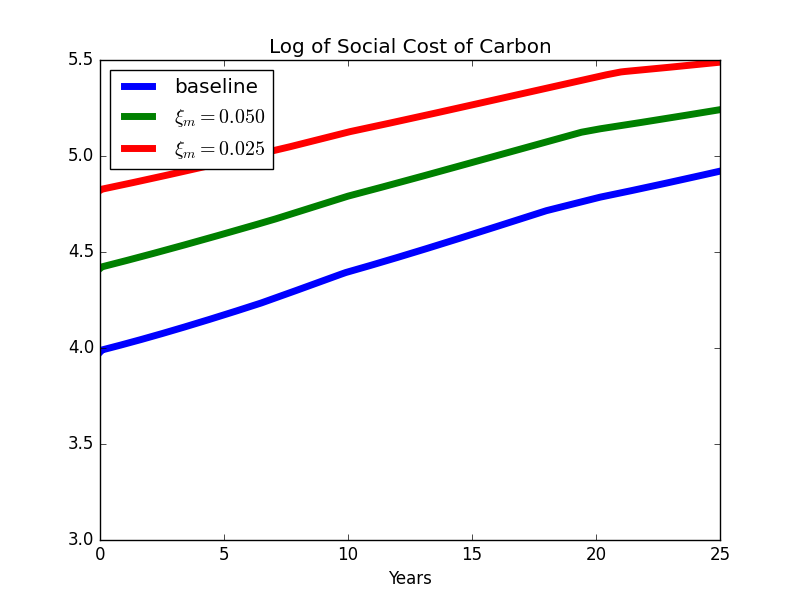 Log of Social Cost of Carbon
5.5
5.0
4.5
4.0
3.5
3.0
baseline
ξₘ = 0.050
ξₘ = 0.025
0 5 10 15 20 25
Years